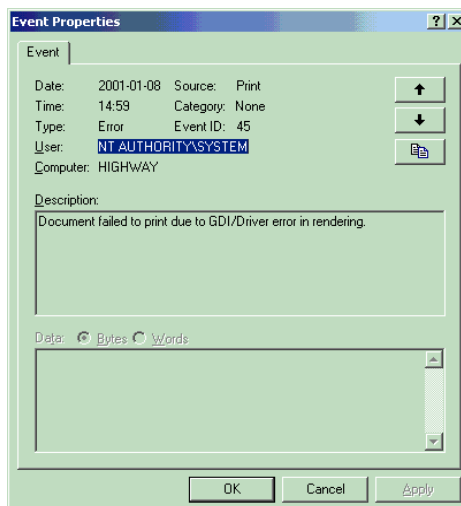 Event Properties
Event
Date: 2001-01-08 Source: Print
Time: 14:59 Category: None
Type: Error Event ID: 45
User: NT AUTHORITY\SYSTEM
Computer: HIGHWAY
Description:
Document failed to print due to GDI/Driver error in rendering.
Data: Bytes Words
OK Cancel Apply